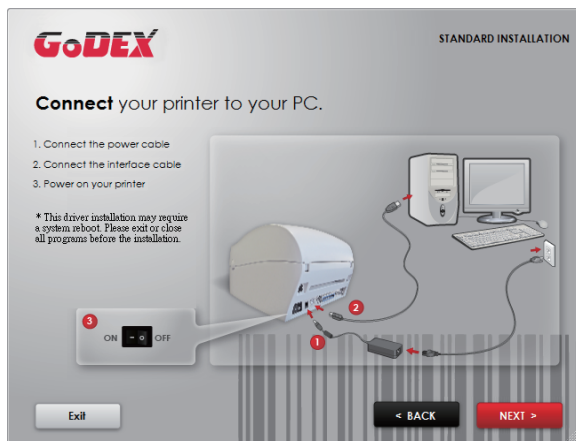 GoDEX
STANDARD INSTALLATION
Connect your printer to your PC.
1. Connect the power cable
2. Connect the interface cable
3. Power on your printer
* This driver installation may require
a system reboot. Please exit or close
all programs before the installation.
2
3
ON - o OFF
1
Exit
< BACK
NEXT >